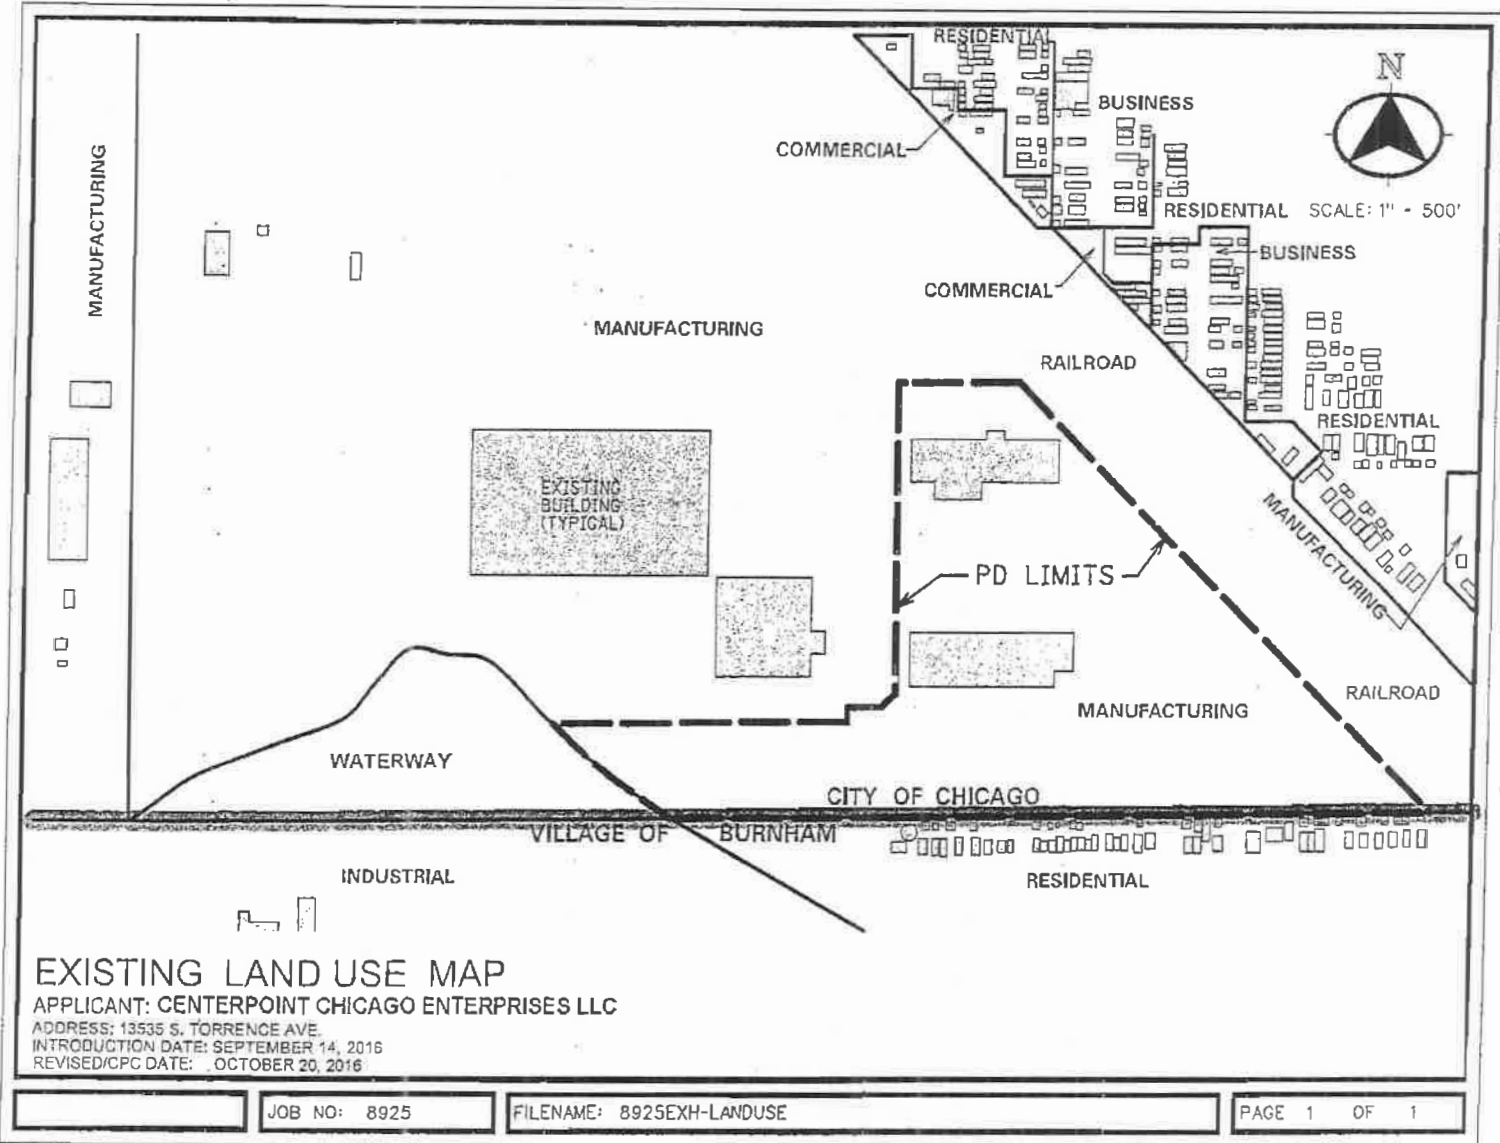 RESIDENTIAL
N
BUSINESS
COMMERCIAL
MANUFACTURING
RESIDENTIAL
SCALE: 1" - 500'
BUSINESS
COMMERCIAL
MANUFACTURING
RAILROAD
RESIDENTIAL
EXISTING
BUILDING
(TYPICAL)
MANUFACTURING
PD LIMITS
RAILROAD
MANUFACTURING
WATERWAY
CITY OF CHICAGO
VILLAGE OF BURNHAM
INDUSTRIAL
RESIDENTIAL
EXISTING LAND USE MAP
APPLICANT: CENTERPOINT CHICAGO ENTERPRISES LLC
ADDRESS: 13535 S. TORRENCE AVE.
INTRODUCTION DATE: SEPTEMBER 14, 2016
REVISED/CPC DATE: OCTOBER 20, 2016
JOB NO: 8925
FILENAME: 8925EXH-LANDUSE
PAGE 1 OF 1